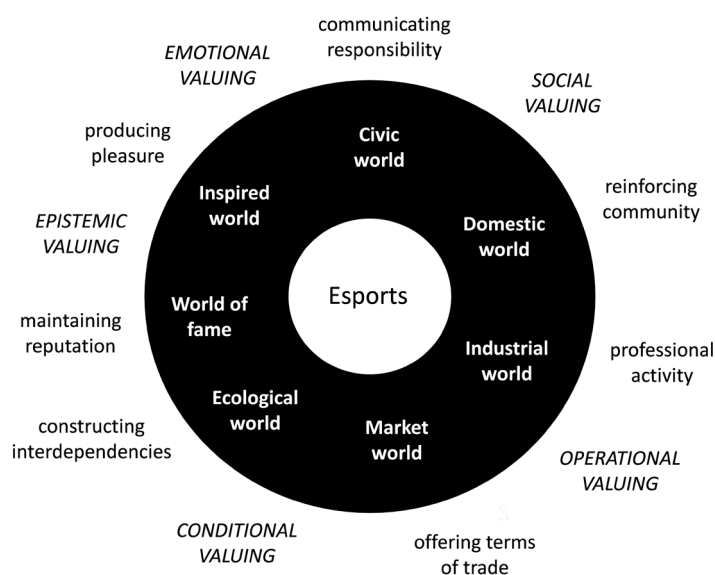 communicating
responsibility
EMOTIONAL
VALUING
SOCIAL
VALUING
producing
pleasure
Civic
world
Inspired
world
reinforcing
community
EPISTEMIC
VALUING
Domestic
world
Esports
World of
fame
maintaining
reputation
Industrial
world
professional
activity
Ecological
world
constructing
interdependencies
Market
world
OPERATIONAL
VALUING
CONDITIONAL
VALUING
offering terms
of trade